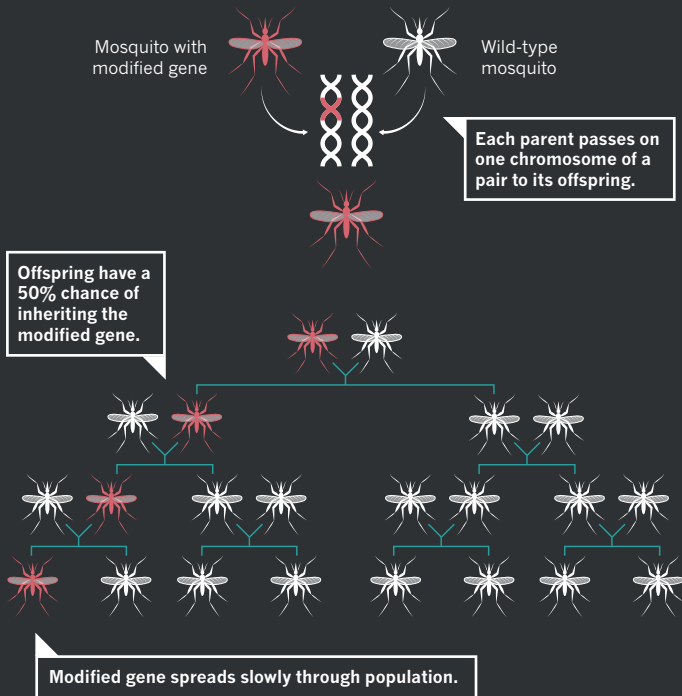 Mosquito with
modified gene
Wild-type
mosquito
Each parent passes on
one chromosome of a
pair to its offspring.
Offspring have a
50% chance of
inheriting the
modified gene.
Modified gene spreads slowly through population.